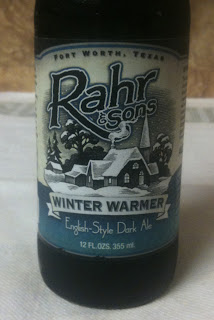 FORT WORTH, TEXAS
Rahr
& Sons
WINTER WARMER
English-Style Dark Ale
12 FL.OZS. 355 ml.